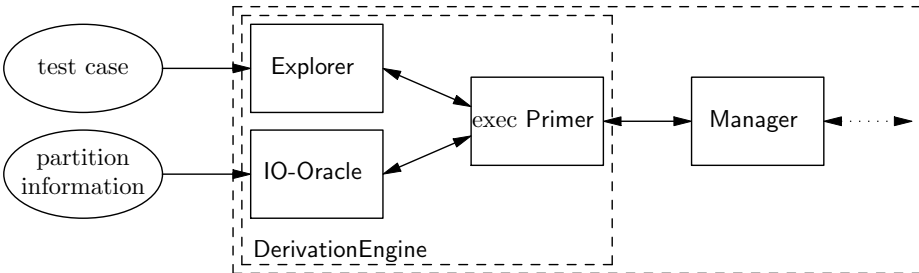 test case
Explorer
exec Primer
Manager
partition
information
IO-Oracle
DerivationEngine